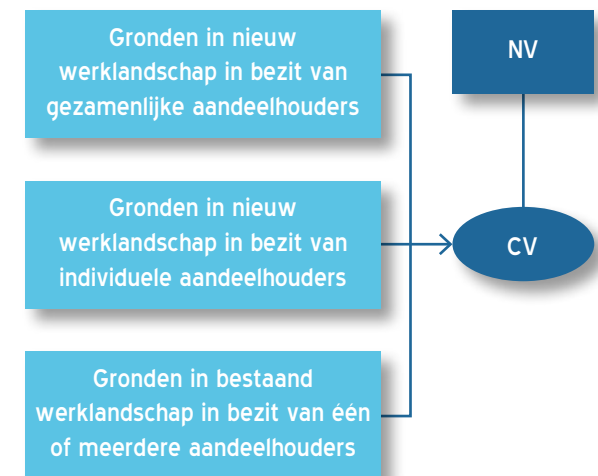 Gronden in nieuw
werklandschap in bezit van
gezamenlijke aandeelhouders
NV
Gronden in nieuw
werklandschap in bezit van
individuele aandeelhouders
CV
Gronden in bestaand
werklandschap in bezit van één
of meerdere aandeelhouders